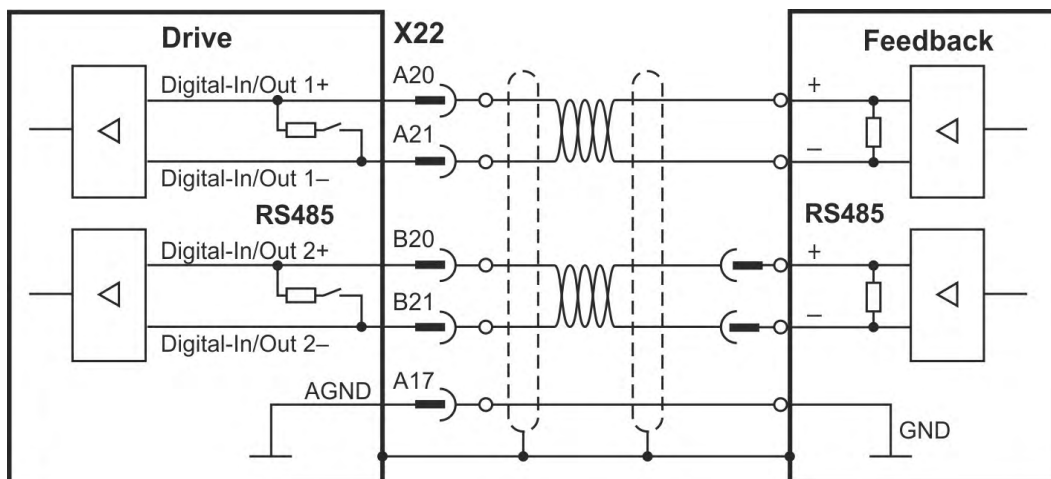 Drive
X22
Feedback
Digital-In/Out 1+
A20
+
A21
–
Digital-In/Out 1–
RS485
RS485
Digital-In/Out 2+
B20
+
B21
–
Digital-In/Out 2–
AGND
A17
GND